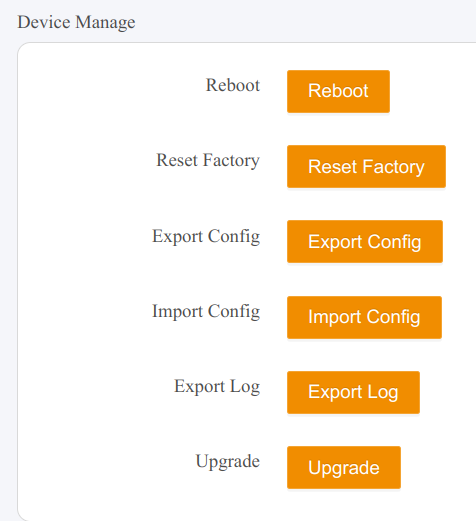 Device Manage
Reboot Reboot
Reset Factory Reset Factory
Export Config Export Config
Import Config Import Config
Export Log Export Log
Upgrade Upgrade